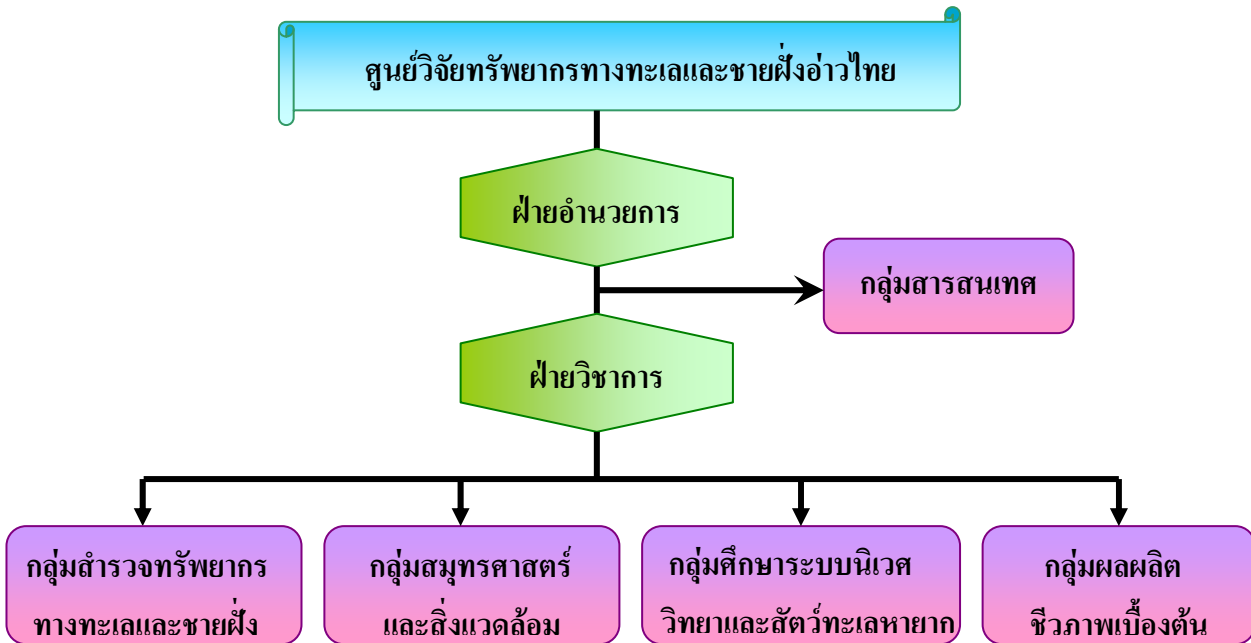 ศูนย์วิจัยทรัพยากรทางทะเลและชายฝั่งอ่าวไทย
ฝ่ายอำนวยการ
กลุ่มสารสนเทศ
ฝ่ายวิชาการ
กลุ่มสำรวจทรัพยากร
ทางทะเลและชายฝั่ง
กลุ่มสมุทรศาสตร์
และสิ่งแวดล้อม
กลุ่มศึกษาระบบนิเวศ
วิทยาและสัตว์ทะเลหายาก
กลุ่มผลผลิต
ชีวภาพเบื้องต้น